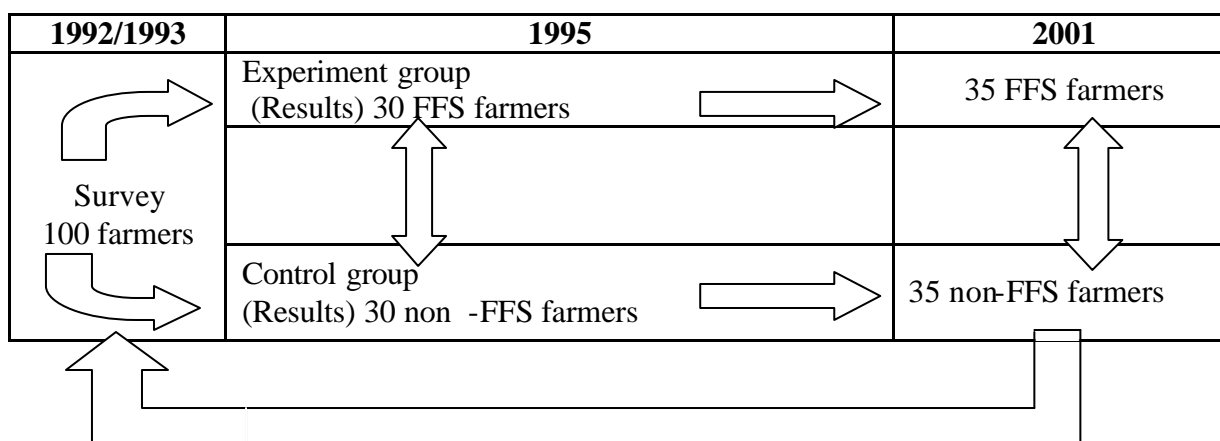 1992/1993
1995
2001
Survey
100 farmers
Experiment group
(Results) 30 FFS farmers
35 FFS farmers
Control group
(Results) 30 non -FFS farmers
35 non-FFS farmers